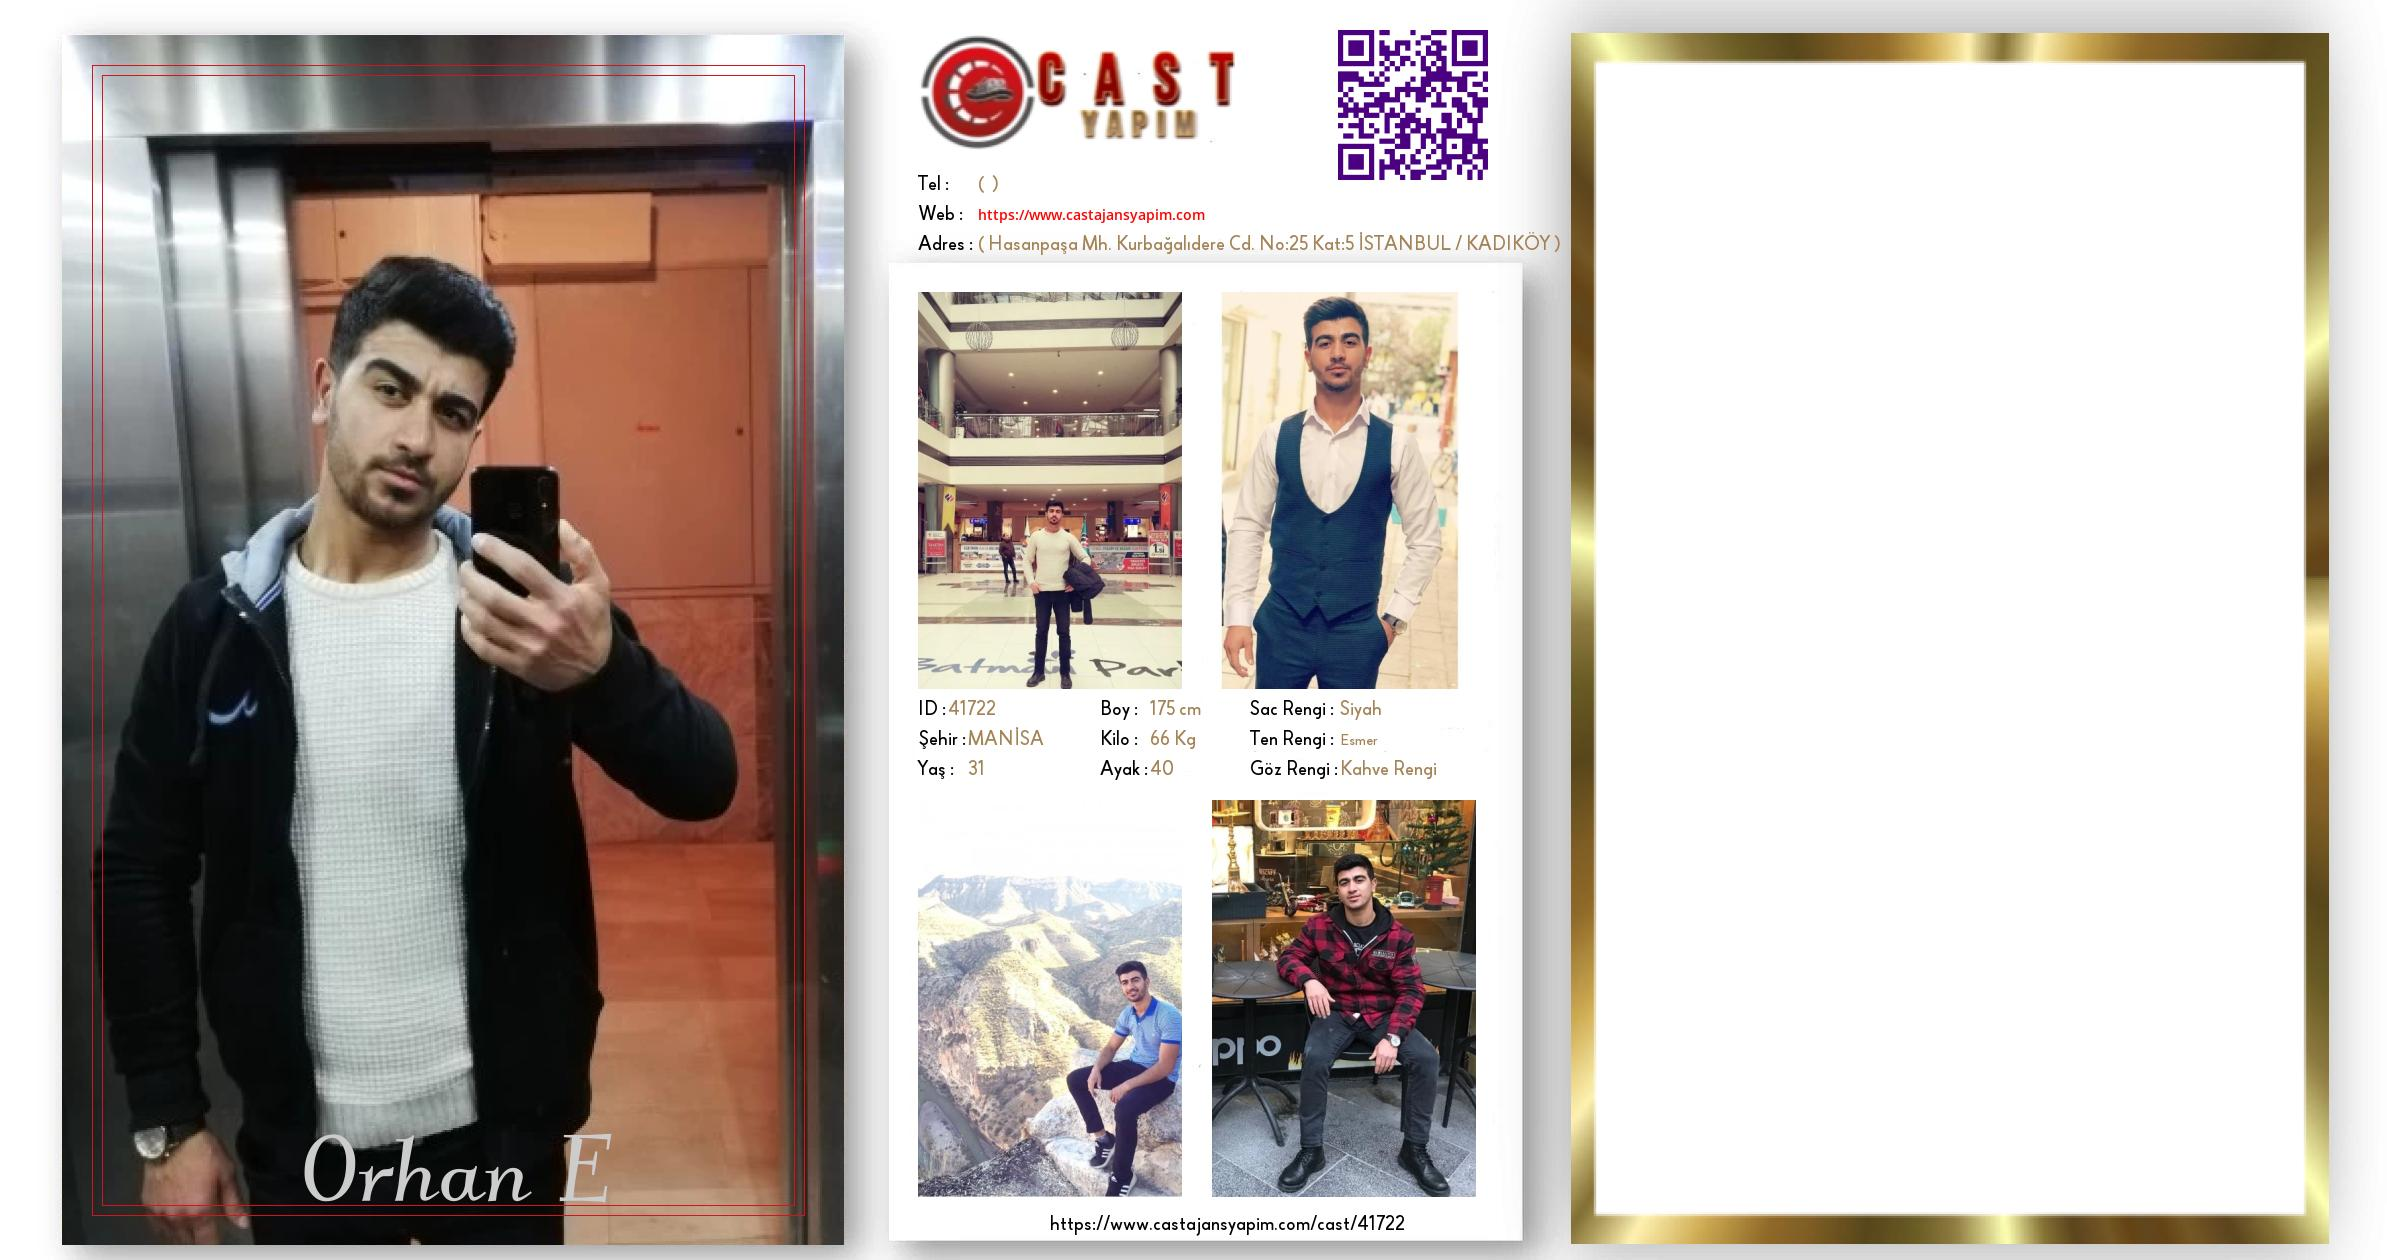 Orhan E
CAST
YAPIM
Tel : ( )
Web : https://www.castajansyapim.com
Adres : ( Hasanpaşa Mh. Kurbağalıdere Cd. No:25 Kat:5 İSTANBUL / KADIKÖY )
Batman Par
ID : 41722 Boy : 175 cm Sac Rengi : Siyah
Şehir : MANİSA Kilo : 66 Kg Ten Rengi : Esmer
Yaş : 31 Ayak : 40 Göz Rengi : Kahve Rengi
https://www.castajansyapim.com/cast/41722